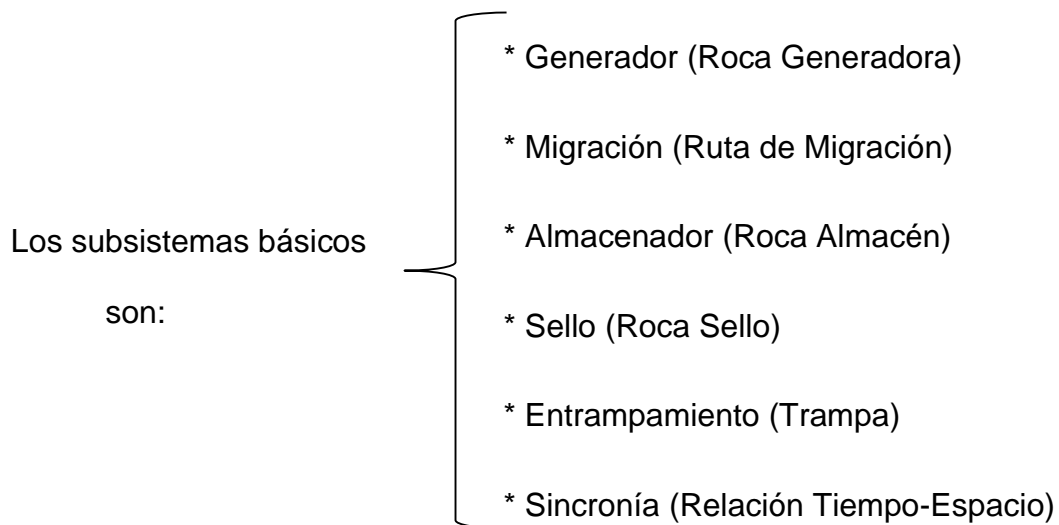 Los subsistemas básicos
son:
* Generador (Roca Generadora)
* Migración (Ruta de Migración)
* Almacenador (Roca Almacén)
* Sello (Roca Sello)
* Entrampamiento (Trampa)
* Sincronía (Relación Tiempo-Espacio)